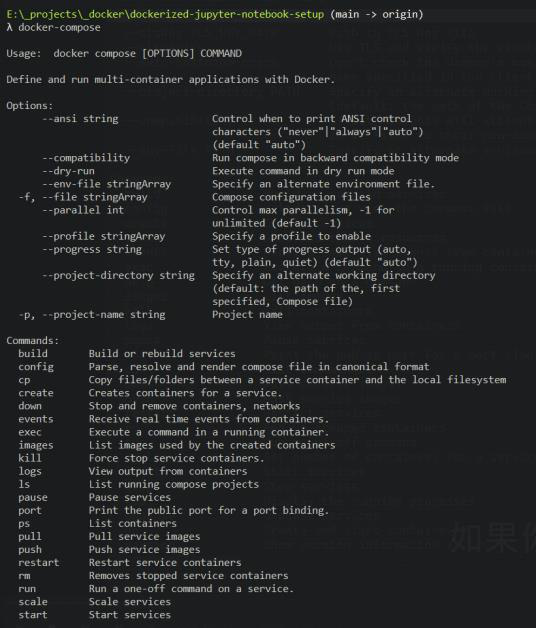 E:\_projects\_docker\dockerized-jupyter-notebook-setup (main -> origin)
λ docker-compose
Usage:  docker compose [OPTIONS] COMMAND
Define and run multi-container applications with Docker.
Options:
      --ansi string                Control when to print ANSI control
                                   characters ("never"|"always"|"auto")
                                   (default "auto")
      --compatibility              Run compose in backward compatibility mode
      --dry-run                    Execute command in dry run mode
      --env-file stringArray       Specify an alternate environment file.
  -f, --file stringArray           Compose configuration files
      --parallel int               Control max parallelism, -1 for
                                   unlimited (default -1)
      --profile stringArray        Specify a profile to enable
      --progress string            Set type of progress output (auto,
                                   tty, plain, quiet) (default "auto")
      --project-directory string   Specify an alternate working directory
                                   (default: the path of the, first
                                   specified, Compose file)
  -p, --project-name string        Project name
Commands:
  build       Build or rebuild services
  config      Parse, resolve and render compose file in canonical format
  cp          Copy files/folders between a service container and the local filesystem
  create      Creates containers for a service.
  down        Stop and remove containers, networks
  events      Receive real time events from containers.
  exec        Execute a command in a running container.
  images      List images used by the created containers
  kill        Force stop service containers.
  logs        View output from containers
  ls          List running compose projects
  pause       Pause services
  port        Print the public port for a port binding.
  ps          List containers
  pull        Pull service images
  push        Push service images
  restart     Restart service containers
  rm          Removes stopped service containers
  run         Run a one-off command on a service.
  scale       Scale services
  start       Start services
如果